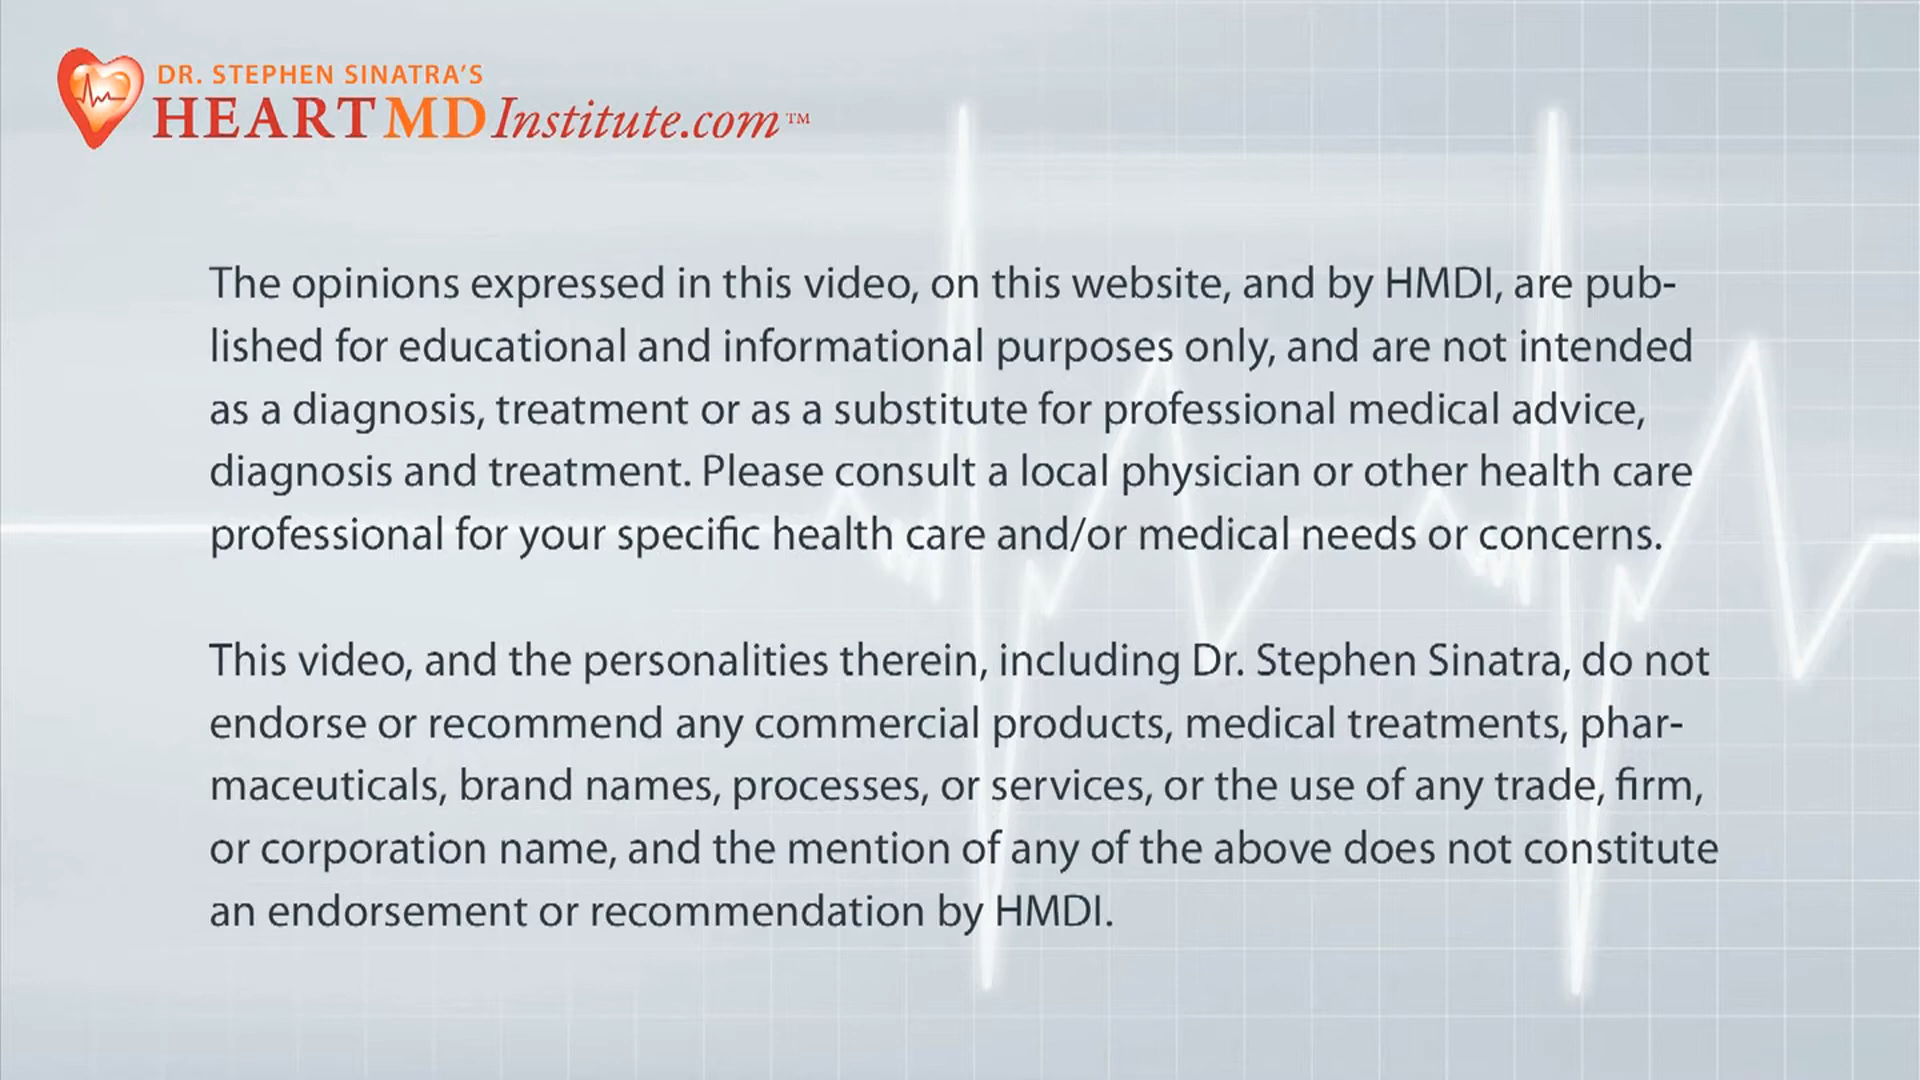 DR. STEPHEN SINATRA'S
HEARTMDInstitute.com™
The opinions expressed in this video, on this website, and by HMDI, are pub-
lished for educational and informational purposes only, and are not intended
as a diagnosis, treatment or as a substitute for professional medical advice,
diagnosis and treatment. Please consult a local physician or other health care
professional for your specific health care and/or medical needs or concerns.
This video, and the personalities therein, including Dr. Stephen Sinatra, do not
endorse or recommend any commercial products, medical treatments, phar-
maceuticals, brand names, processes, or services, or the use of any trade, firm,
or corporation name, and the mention of any of the above does not constitute
an endorsement or recommendation by HMDI.